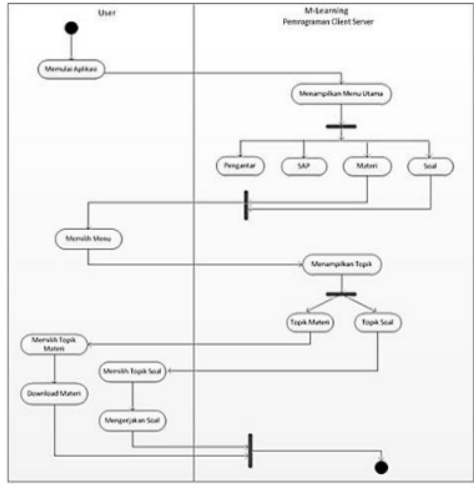 User
M-Learning
Pemrograman Client Server
Memulai Aplikasi
Menampilkan Menu Utama
Pengantar
SAP
Materi
Soal
Memilih Menu
Menampilkan Topik
Topik Materi
Topik Soal
Memilih Topik
Materi
Memilih Topik Soal
Download Materi
Mengerjakan Soal